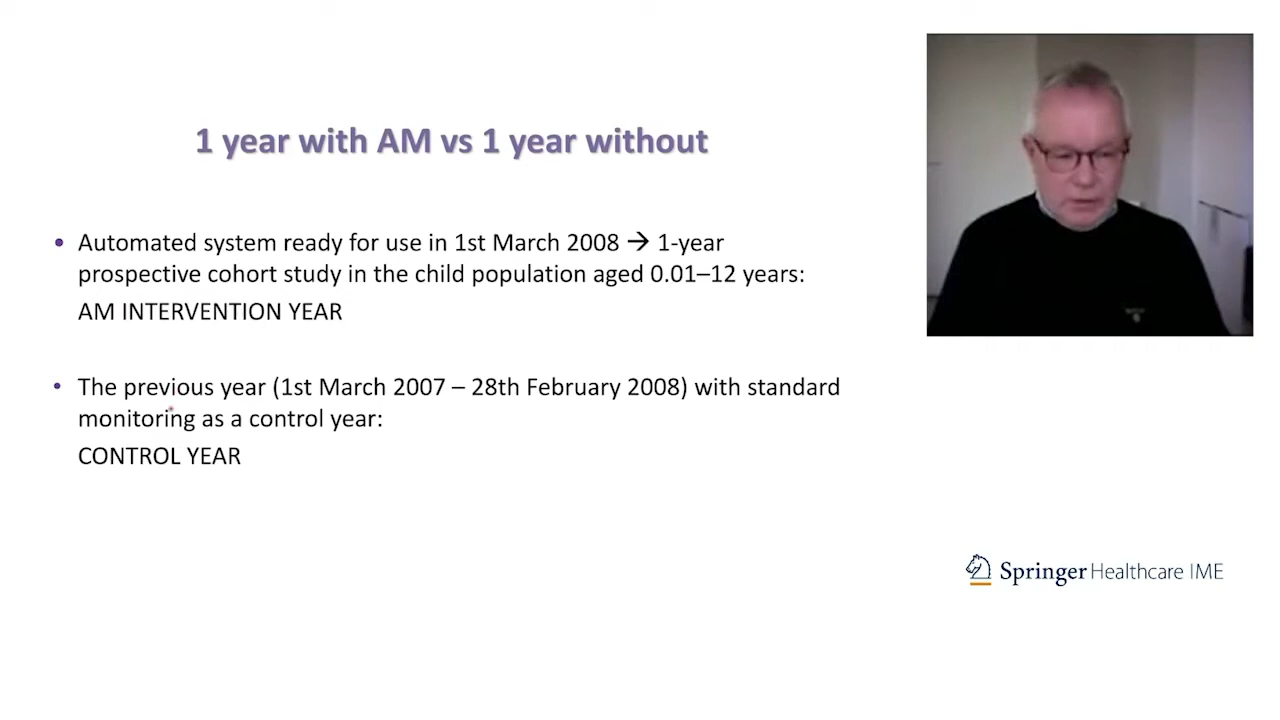 1 year with AM vs 1 year without
• Automated system ready for use in 1st March 2008 → 1-year
prospective cohort study in the child population aged 0.01–12 years:
AM INTERVENTION YEAR
• The previous year (1st March 2007 – 28th February 2008) with standard
monitoring as a control year:
CONTROL YEAR
Springer Healthcare IME